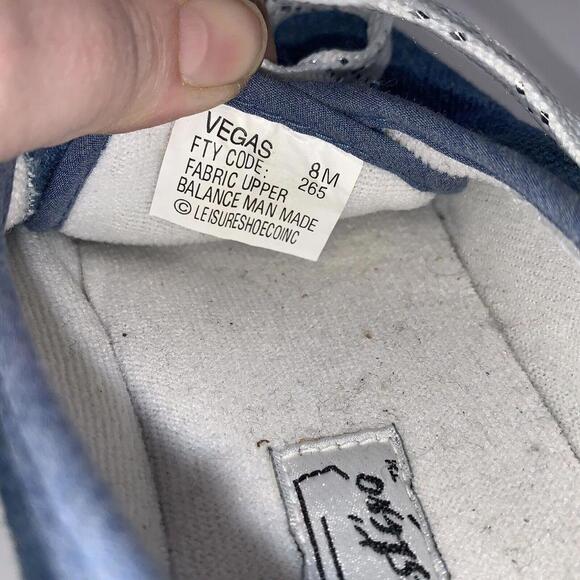 VEGAS 8M
FTY CODE: 265
FABRIC UPPER
BALANCE MAN MADE
© LEISURESHOECOINC